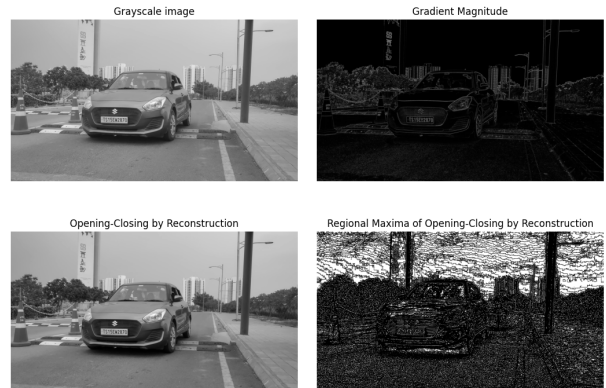 Grayscale image
Gradient Magnitude
Opening-Closing by Reconstruction
Regional Maxima of Opening-Closing by Reconstruction